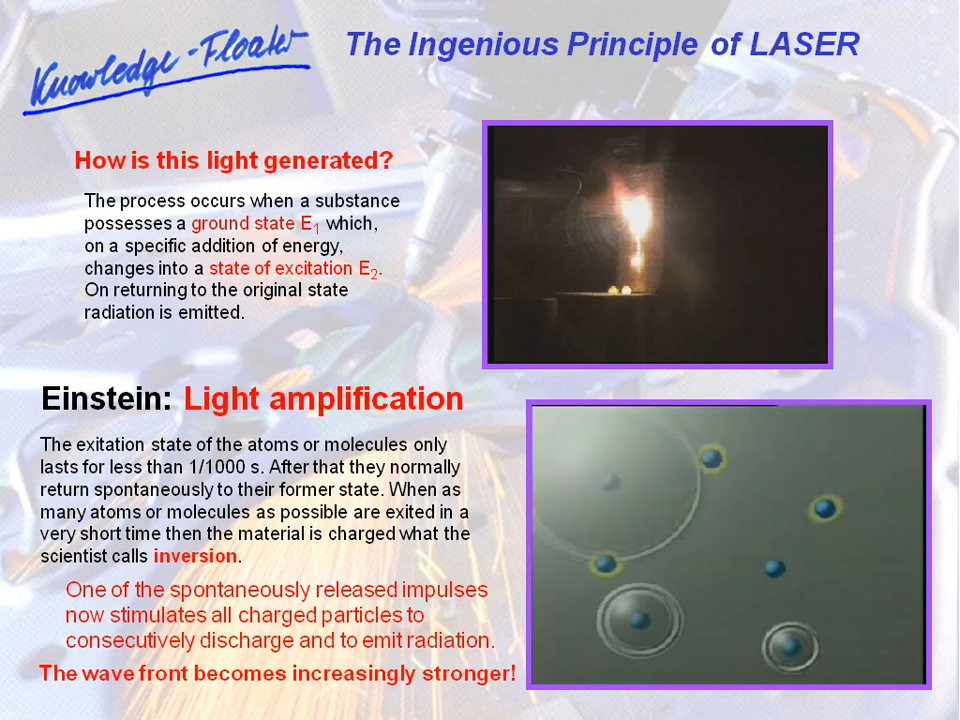 Knowledge-Floater
The Ingenious Principle of LASER
How is this light generated?
The process occurs when a substance
possesses a ground state E₁ which,
on a specific addition of energy,
changes into a state of excitation E₂.
On returning to the original state
radiation is emitted.
Einstein: Light amplification
The exitation state of the atoms or molecules only
lasts for less than 1/1000 s. After that they normally
return spontaneously to their former state. When as
many atoms or molecules as possible are exited in a
very short time then the material is charged what the
scientist calls inversion.
One of the spontaneously released impulses
now stimulates all charged particles to
consecutively discharge and to emit radiation.
The wave front becomes increasingly stronger!